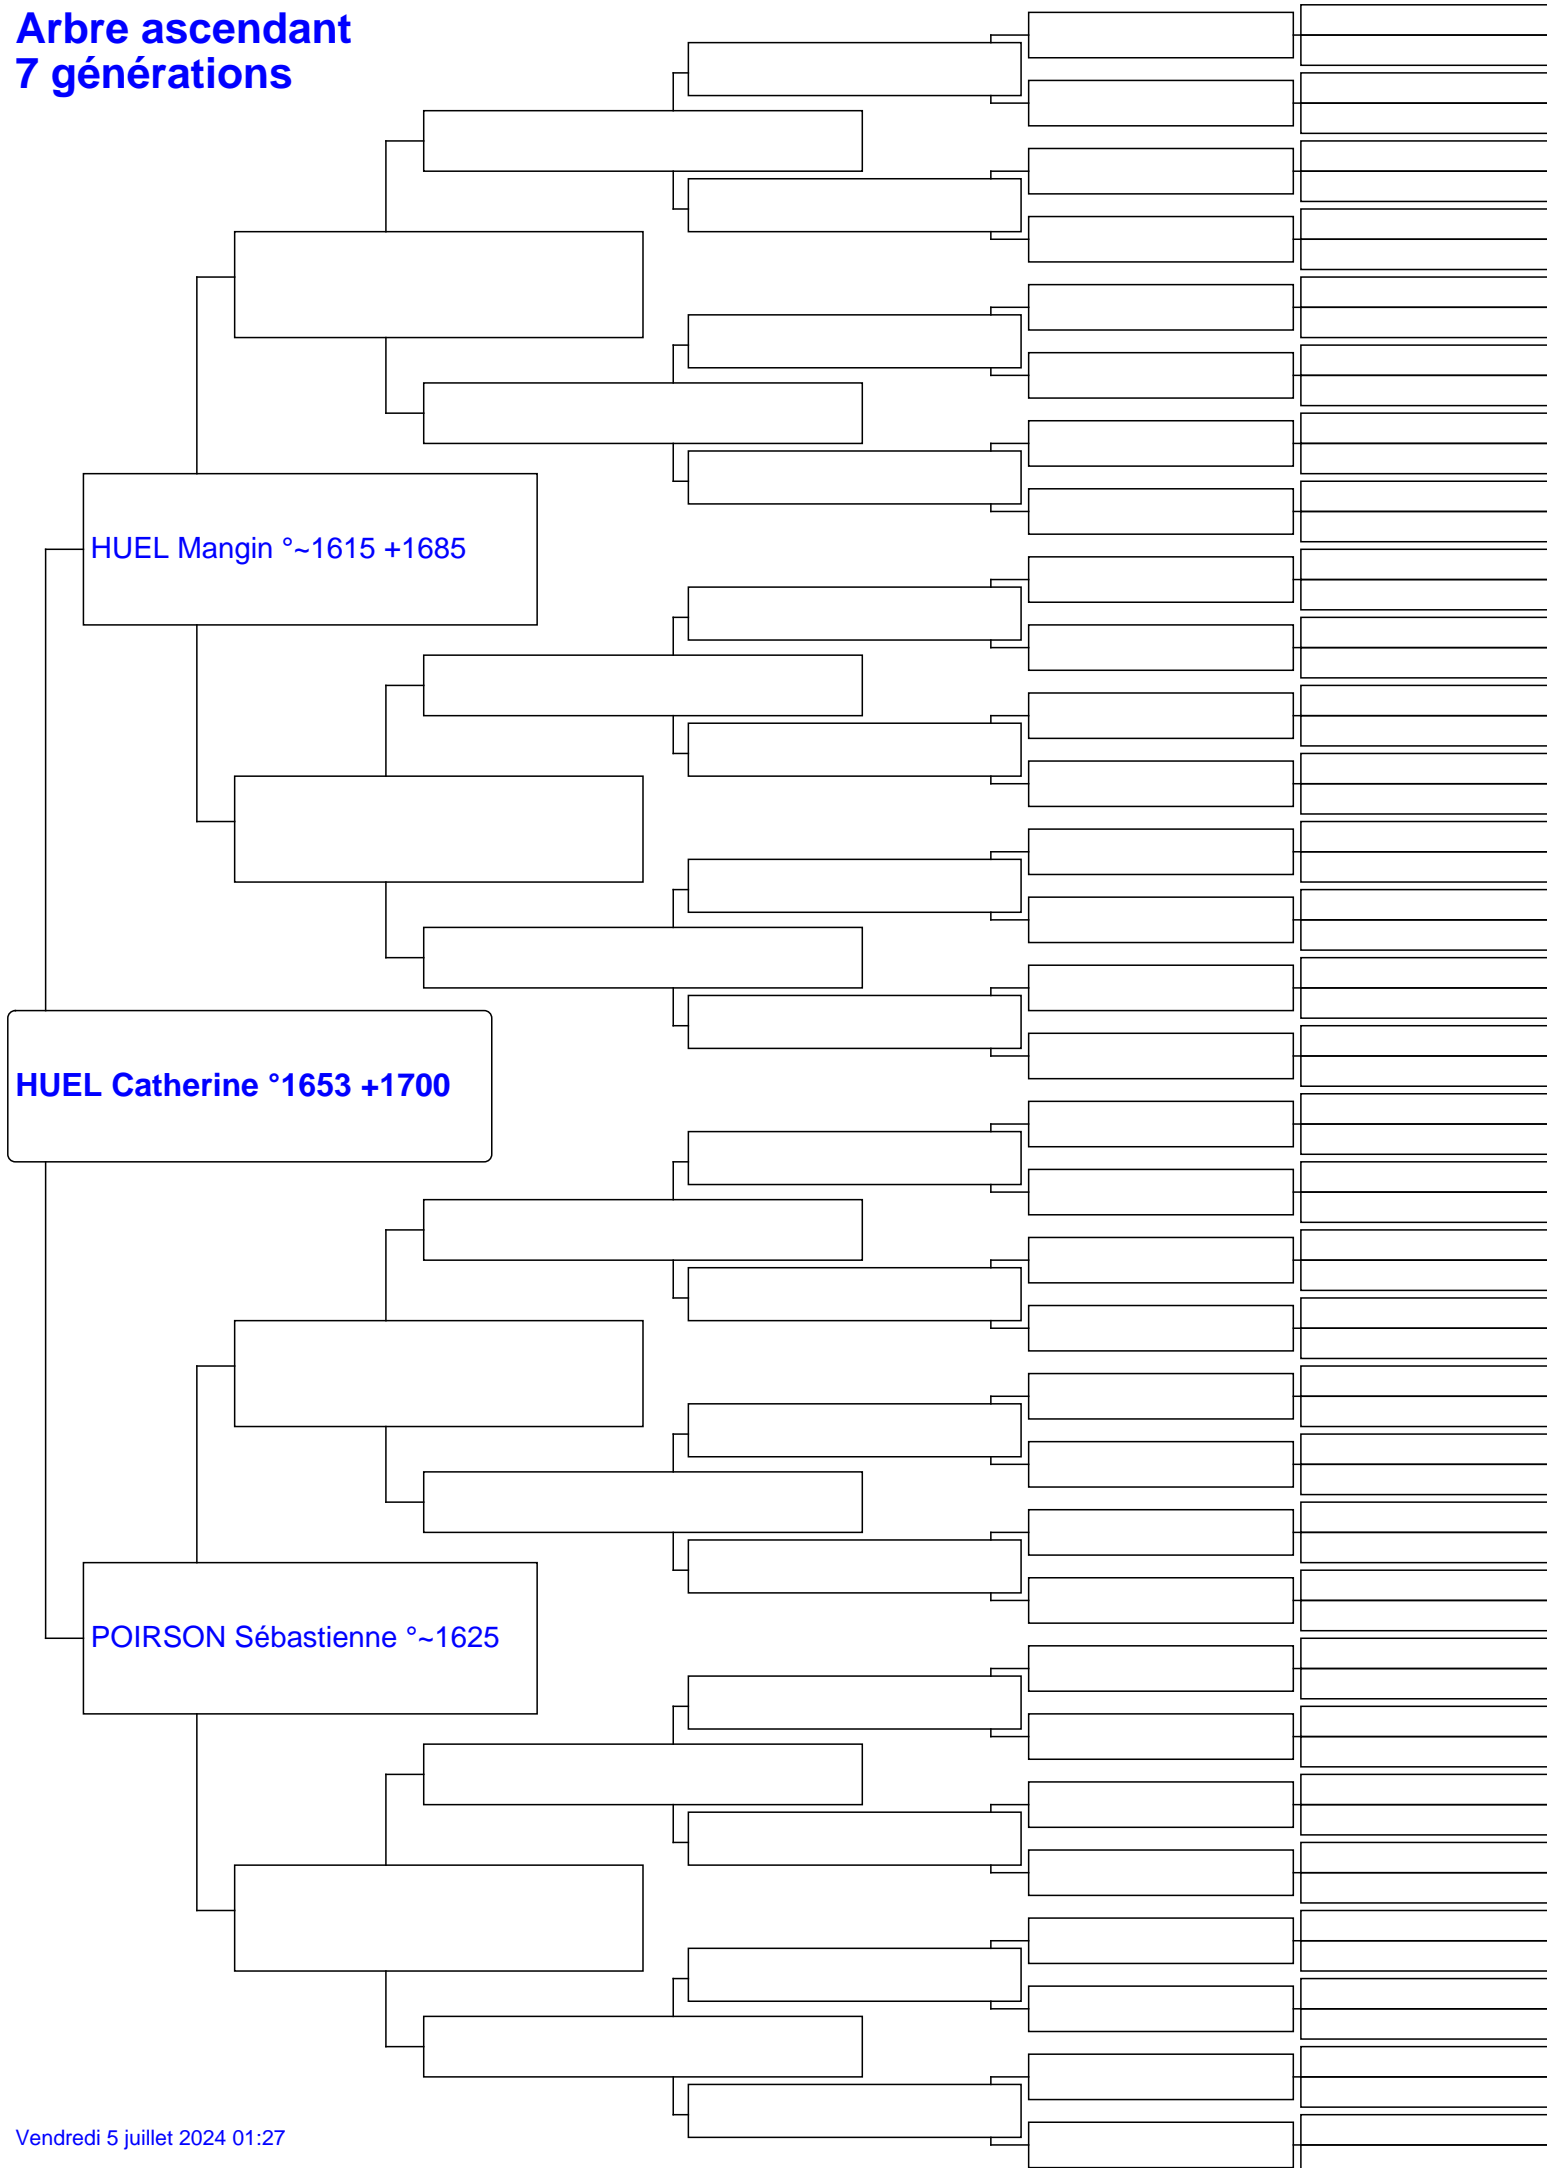 Arbre ascendant
7 générations
HUEL Mangin °~1615 +1685
HUEL Catherine °1653 +1700
POIRSON Sébastienne °~1625
Vendredi 5 juillet 2024 01:27